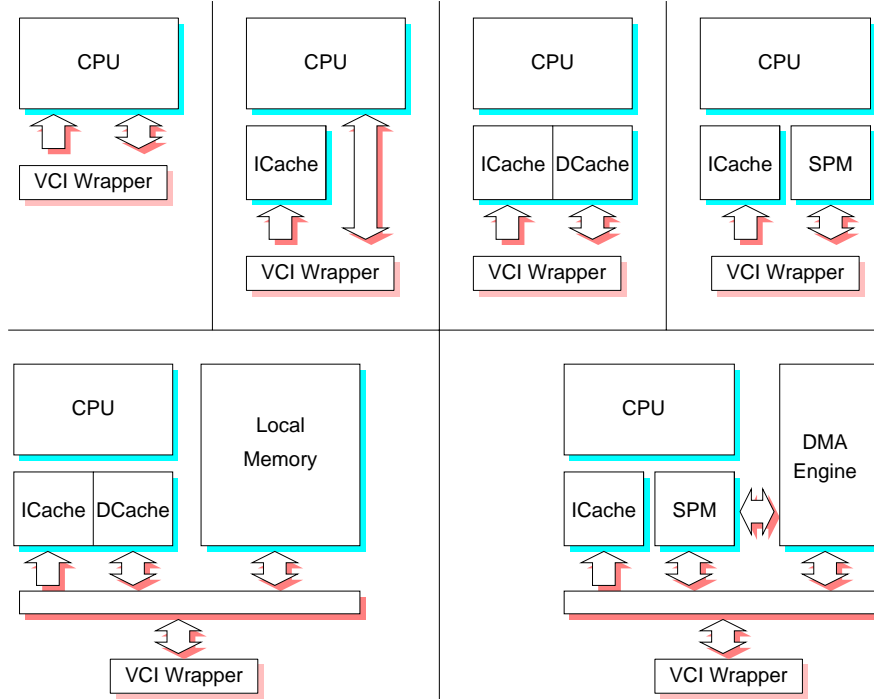 CPU
VCI Wrapper
CPU
ICache
VCI Wrapper
CPU
ICache
DCache
VCI Wrapper
CPU
ICache
SPM
VCI Wrapper
CPU
Local
Memory
ICache
DCache
VCI Wrapper
CPU
DMA
Engine
ICache
SPM
VCI Wrapper